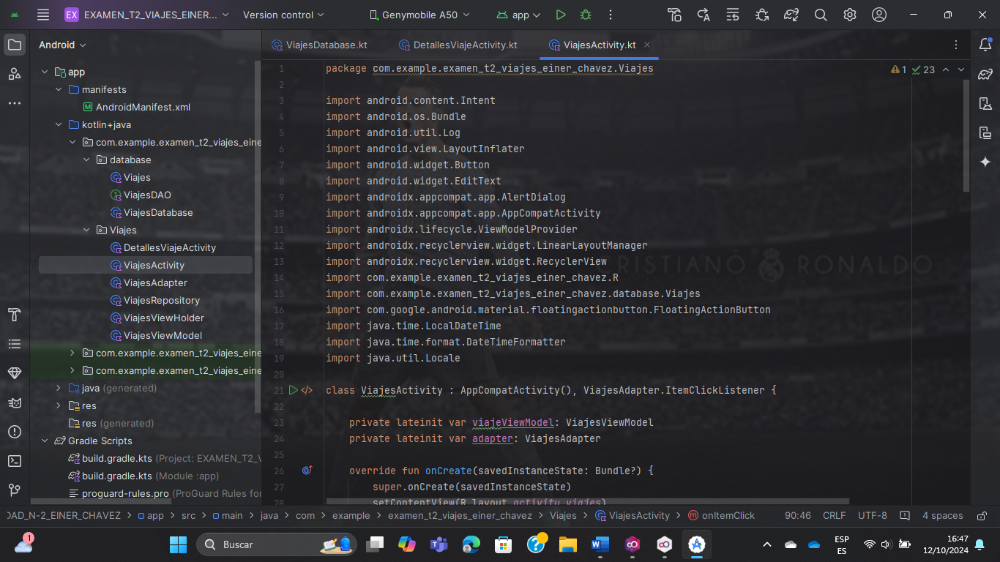 EX EXAMEN_T2_VIAJES_EINER... Version control Genymobile A50 app
Android
app
manifests
AndroidManifest.xml
kotlin+java
com.example.examen_t2_viajes_eine
database
Viajes
ViajesDAO
ViajesDatabase
Viajes
DetallesViajeActivity
ViajesActivity
ViajesAdapter
ViajesRepository
ViajesViewHolder
ViajesViewModel
com.example.examen_t2_viajes_eine
com.example.examen_t2_viajes_eine
java (generated)
res
res (generated)
Gradle Scripts
build.gradle.kts (Project: EXAMEN_T2_V
build.gradle.kts (Module :app)
proguard-rules.pro (ProGuard Rules for
ViajesDatabase.kt DetallesViajeActivity.kt ViajesActivity.kt
1 23
1 package com.example.examen_t2_viajes_einer_chavez.Viajes
2
3 import android.content.Intent
4 import android.os.Bundle
5 import android.util.Log
6 import android.view.LayoutInflater
7 import android.widget.Button
8 import android.widget.EditText
9 import androidx.appcompat.app.AlertDialog
10 import androidx.appcompat.app.AppCompatActivity
11 import androidx.lifecycle.ViewModelProvider
12 import androidx.recyclerview.widget.LinearLayoutManager
13 import androidx.recyclerview.widget.RecyclerView
14 import com.example.examen_t2_viajes_einer_chavez.R
15 import com.example.examen_t2_viajes_einer_chavez.database.Viajes
16 import com.google.android.material.floatingactionbutton.FloatingActionButton
17 import java.time.LocalDateTime
18 import java.time.format.DateTimeFormatter
19 import java.util.Locale
20
21 class ViajesActivity : AppCompatActivity(), ViajesAdapter.ItemClickListener {
22
23 private lateinit var viajeViewModel: ViajesViewModel
24 private lateinit var adapter: ViajesAdapter
25
26 override fun onCreate(savedInstanceState: Bundle?) {
27 super.onCreate(savedInstanceState)
28 setContentView(R.layout.activity_viajes)
CRISTIANO RONALDO
DAD_N-2_EINER_CHAVEZ > app > src > main > java > com > example > examen_t2_viajes_einer_chavez > Viajes > ViajesActivity > onItemClick 90:46 CRLF UTF-8 4 spaces
1
Buscar
ESP
ES
16:47
12/10/2024